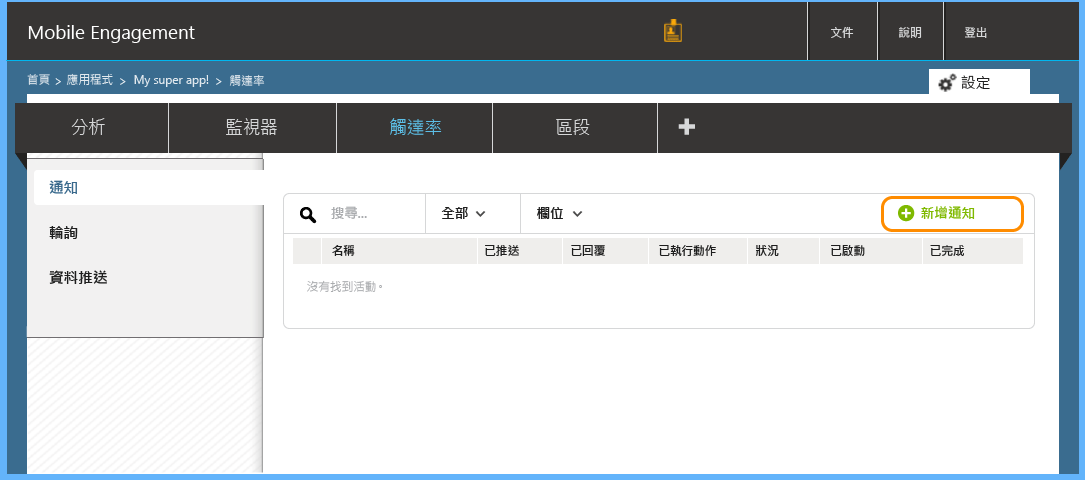 Mobile Engagement 文件 說明 登出
首頁 > 應用程式 > My super app! > 觸達率
設定
分析 監視器 觸達率 區段
通知
輪詢
資料推送
搜尋... 全部 欄位 新增通知
名稱 已推送 已回覆 已執行動作 狀況 已啟動 已完成
沒有找到活動。